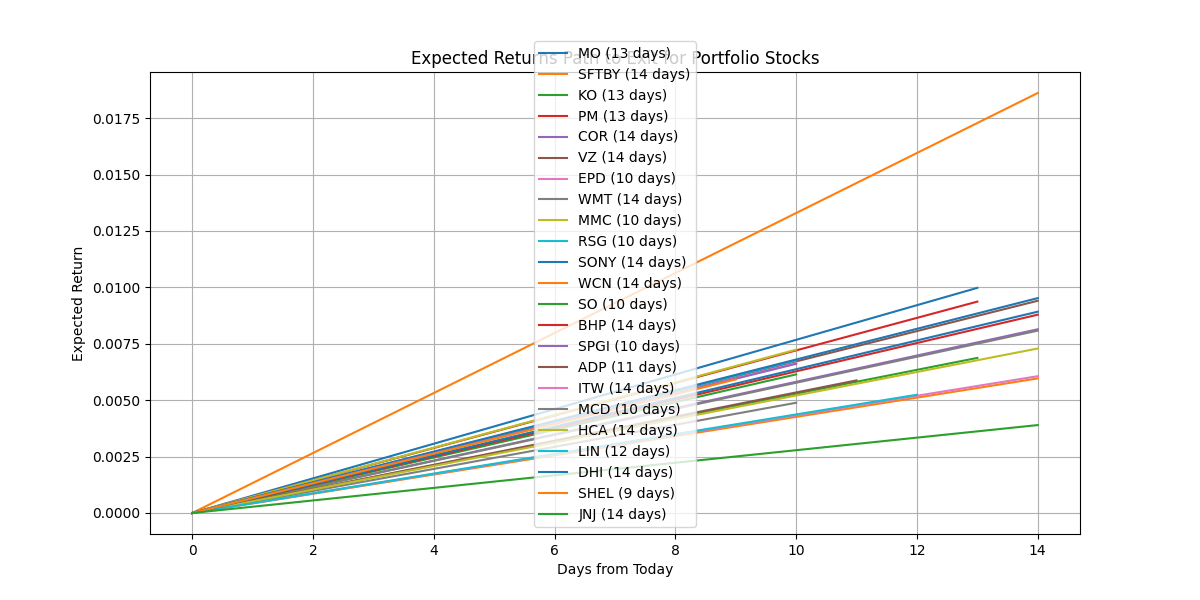 Expected Returns Path to Exit for Portfolio Stocks
MO (13 days)
SFTBY (14 days)
KO (13 days)
PM (13 days)
COR (14 days)
VZ (14 days)
EPD (10 days)
WMT (14 days)
MMC (10 days)
RSG (10 days)
SONY (14 days)
WCN (14 days)
SO (10 days)
BHP (14 days)
SPGI (10 days)
ADP (11 days)
ITW (14 days)
MCD (10 days)
HCA (14 days)
LIN (12 days)
DHI (14 days)
SHEL (9 days)
JNJ (14 days)
Expected Return
0.0175
0.0150
0.0125
0.0100
0.0075
0.0050
0.0025
0.0000
0 2 4 6 8 10 12 14
Days from Today